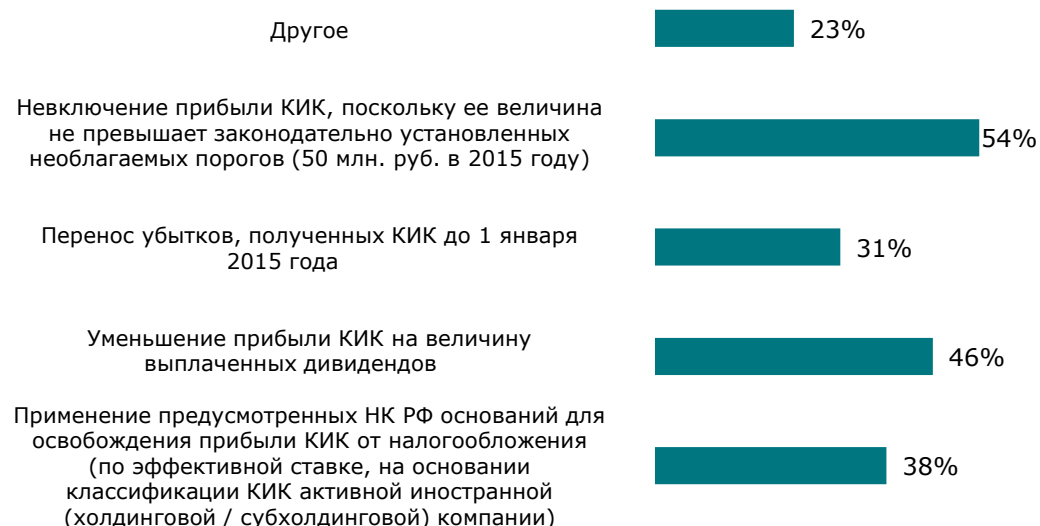 Другое
23%
Невключение прибыли КИК, поскольку ее величина
не превышает законодательно установленных
необлагаемых порогов (50 млн. руб. в 2015 году)
54%
Перенос убытков, полученных КИК до 1 января
2015 года
31%
Уменьшение прибыли КИК на величину
выплаченных дивидендов
46%
Применение предусмотренных НК РФ оснований для
освобождения прибыли КИК от налогообложения
(по эффективной ставке, на основании
классификации КИК активной иностранной
(холдинговой / субхолдинговой) компании)
38%